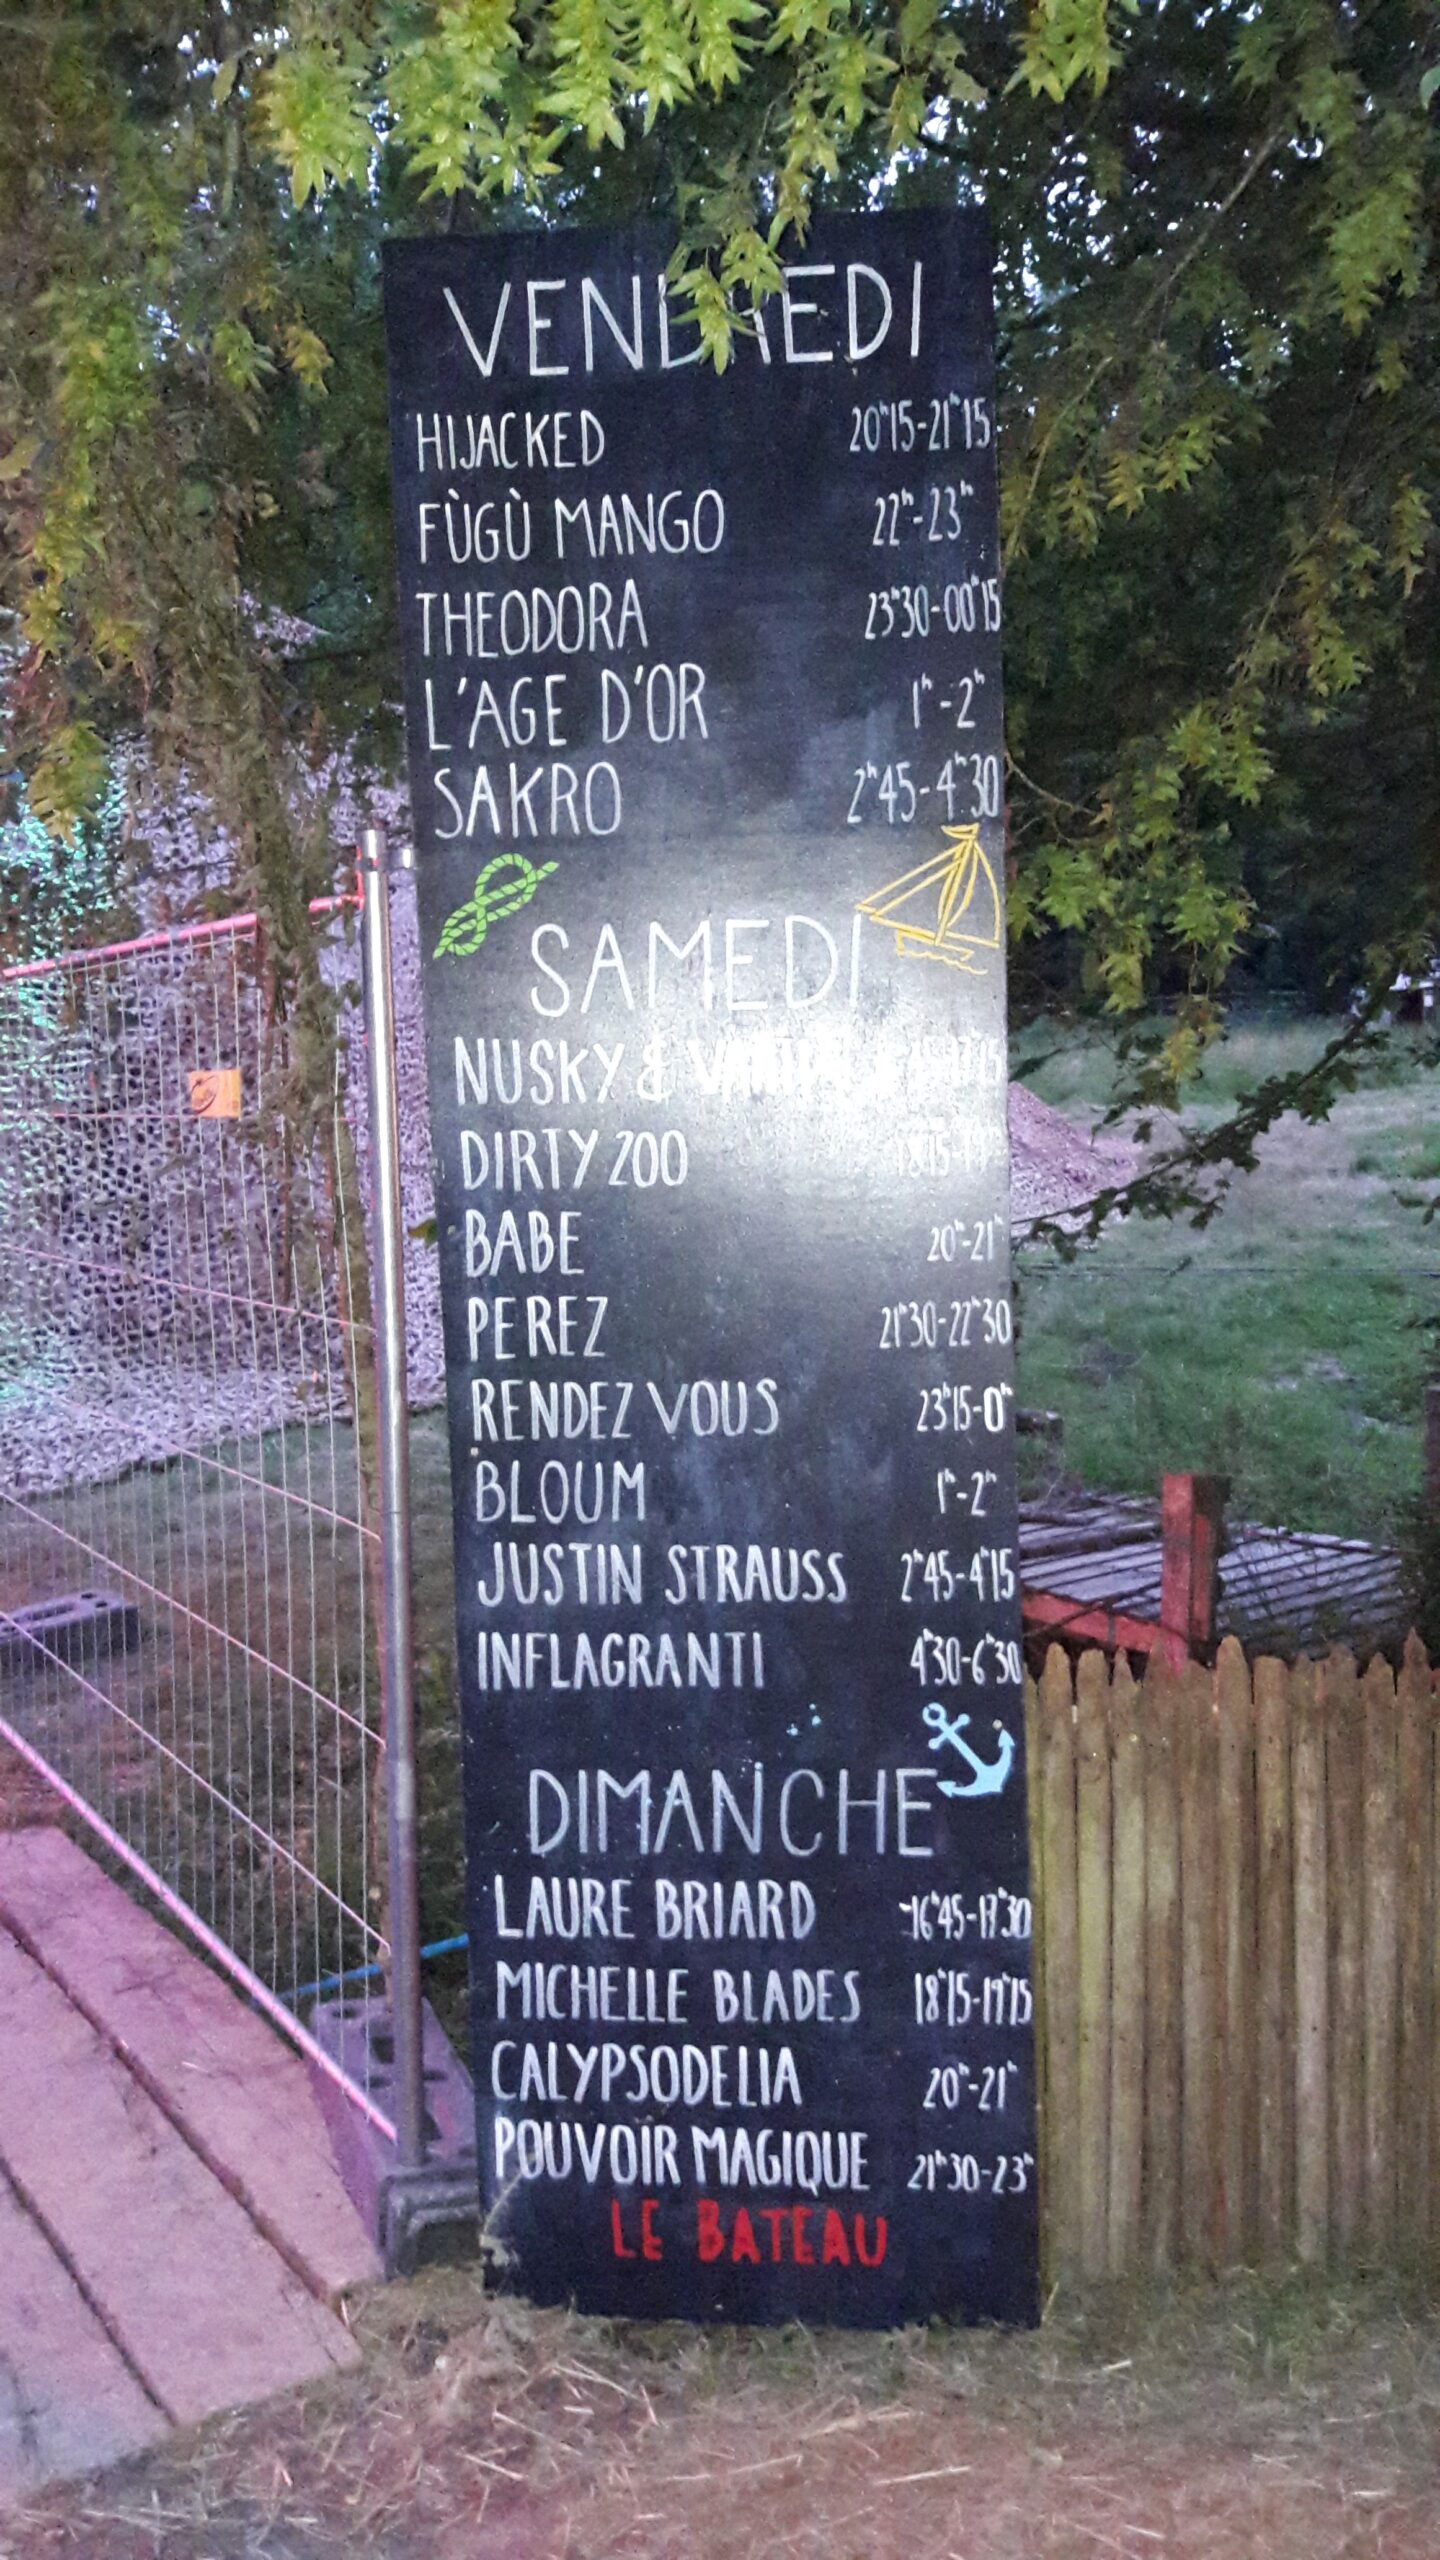 VENDREDI
HIJACKED 20h15-21h15
FÙGÙ MANGO 22h-23h
THEODORA 23h30-00h15
L'AGE D'OR 1h-2h
SAKRO 2h45-4h30
SAMEDI
NUSKY &
DIRTY ZOO
BABE 20h-21h
PEREZ 21h30-22h30
RENDEZ VOUS 23h15-0h
BLOUM 1h-2h
JUSTIN STRAUSS 2h45-4h15
INFLAGRANTI 4h30-6h30
DIMANCHE
LAURE BRIARD 16h45-17h30
MICHELLE BLADES 18h15-19h15
CALYPSODELIA 20h-21h
POUVOIR MAGIQUE 21h30-23h
LE BATEAU